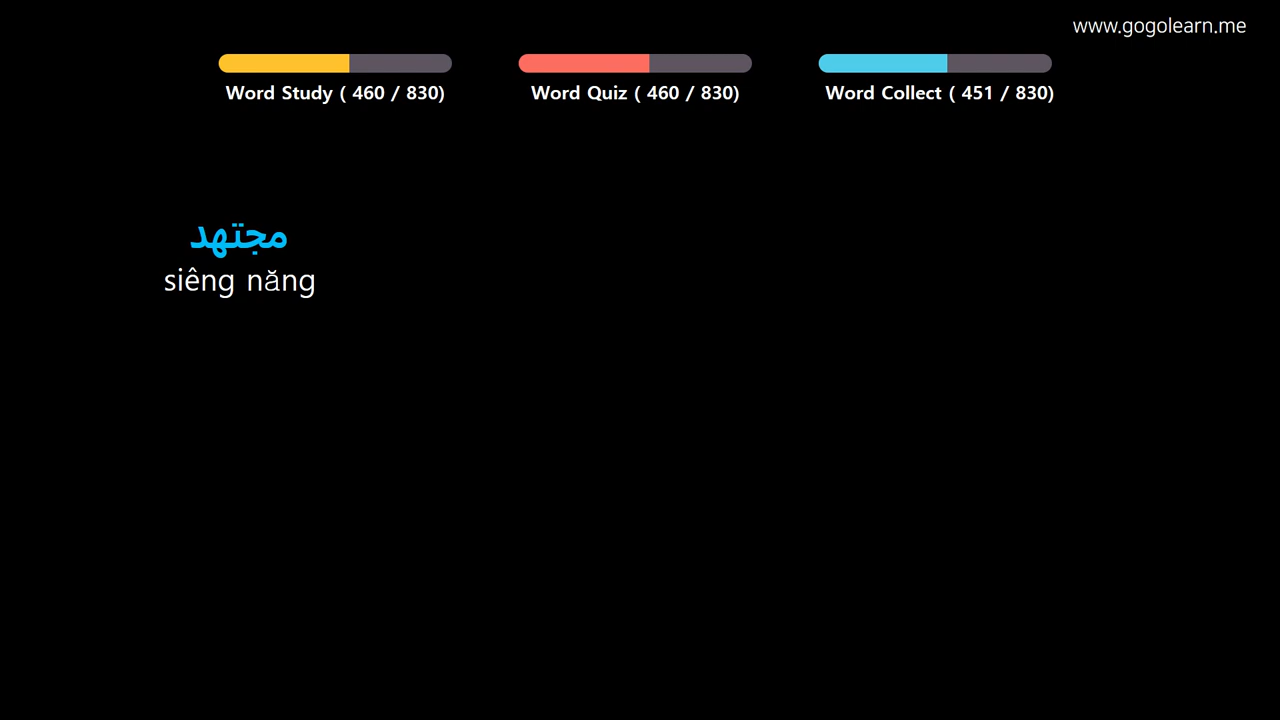 www.gogolearn.me
Word Study ( 460 / 830)
Word Quiz ( 460 / 830)
Word Collect ( 451 / 830)
مجتهد
siêng năng